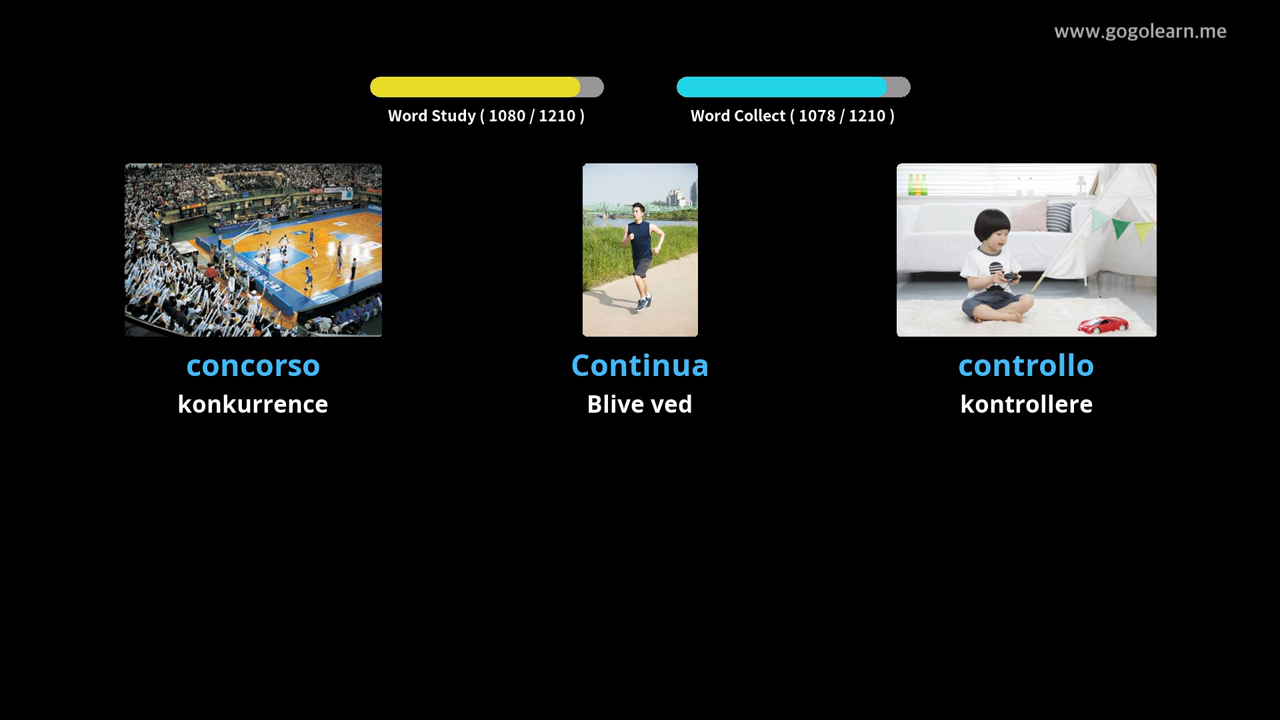 www.gogolearn.me
Word Study ( 1080 / 1210 )
Word Collect ( 1078 / 1210 )
concorso
Continua
controllo
konkurrence
Blive ved
kontrollere